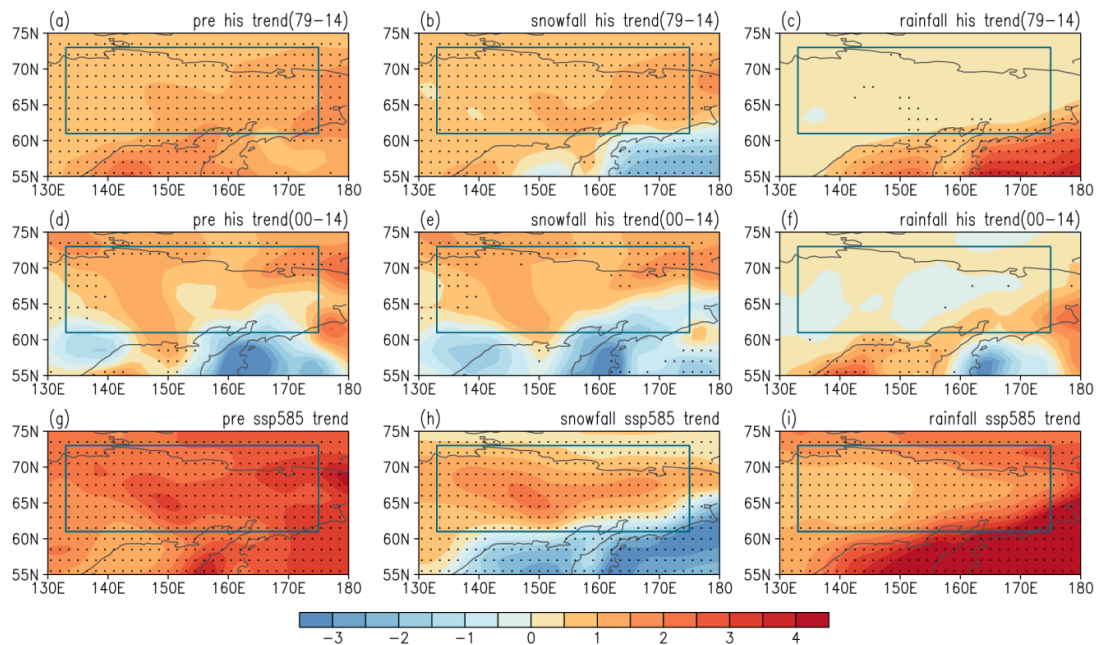 (a) pre his trend(79-14)
(b) snowfall his trend(79-14)
(c) rainfall his trend(79-14)
75N
70N
65N
60N
55N
130E 140E 150E 160E 170E 180
75N
70N
65N
60N
55N
130E 140E 150E 160E 170E 180
75N
70N
65N
60N
55N
130E 140E 150E 160E 170E 180
(d) pre his trend(00-14)
(e) snowfall his trend(00-14)
(f) rainfall his trend(00-14)
75N
70N
65N
60N
55N
130E 140E 150E 160E 170E 180
75N
70N
65N
60N
55N
130E 140E 150E 160E 170E 180
75N
70N
65N
60N
55N
130E 140E 150E 160E 170E 180
(g) pre ssp585 trend
(h) snowfall ssp585 trend
(i) rainfall ssp585 trend
75N
70N
65N
60N
55N
130E 140E 150E 160E 170E 180
75N
70N
65N
60N
55N
130E 140E 150E 160E 170E 180
75N
70N
65N
60N
55N
130E 140E 150E 160E 170E 180
-3 -2 -1 0 1 2 3 4